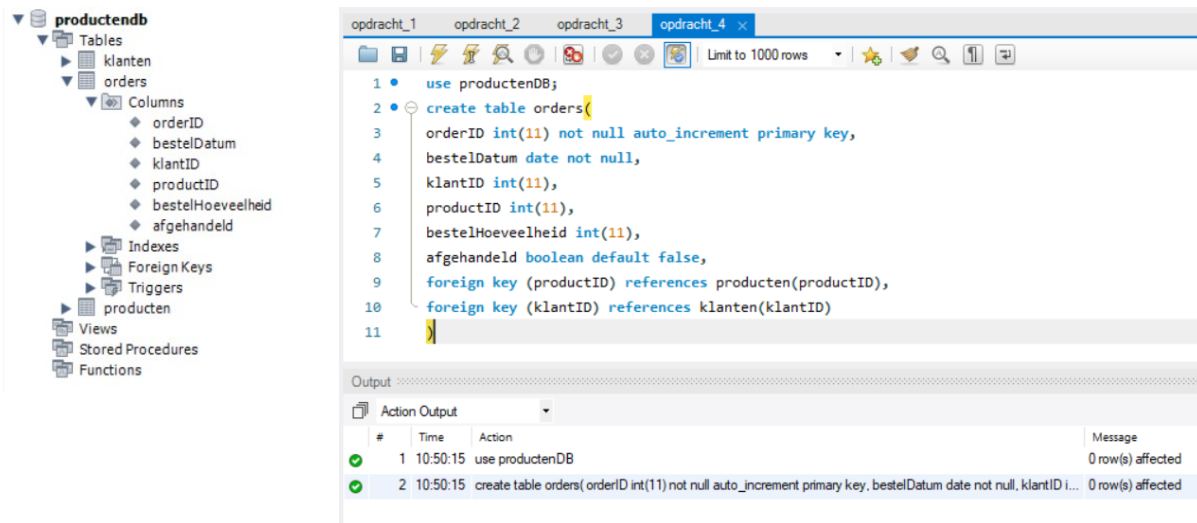 productendb
Tables
klanten
orders
Columns
orderID
bestelDatum
klantID
productID
bestelHoeveelheid
afgehandeld
Indexes
Foreign Keys
Triggers
producten
Views
Stored Procedures
Functions
opdracht_1 opdracht_2 opdracht_3 opdracht_4 ×
Limit to 1000 rows
1 use productenDB;
2 create table orders(
3 orderID int(11) not null auto_increment primary key,
4 bestelDatum date not null,
5 klantID int(11),
6 productID int(11),
7 bestelHoeveelheid int(11),
8 afgehandeld boolean default false,
9 foreign key (productID) references producten(productID),
10 foreign key (klantID) references klanten(klantID)
11 )
Output
Action Output
# Time Action Message
1 10:50:15 use productenDB 0 row(s) affected
2 10:50:15 create table orders( orderID int(11) not null auto_increment primary key, bestelDatum date not null, klantID i... 0 row(s) affected